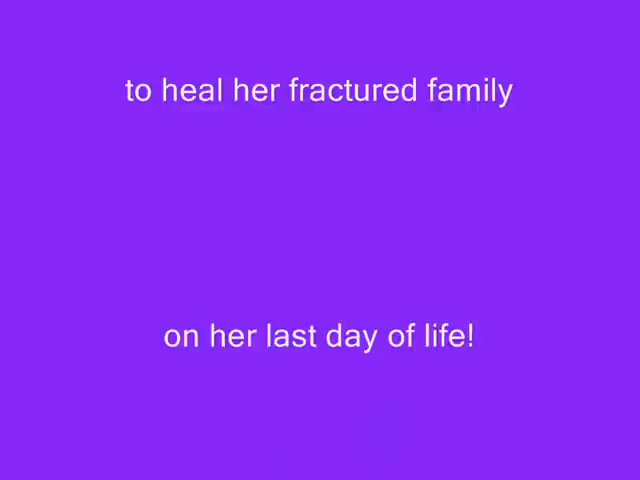 to heal her fractured family
on her last day of life!